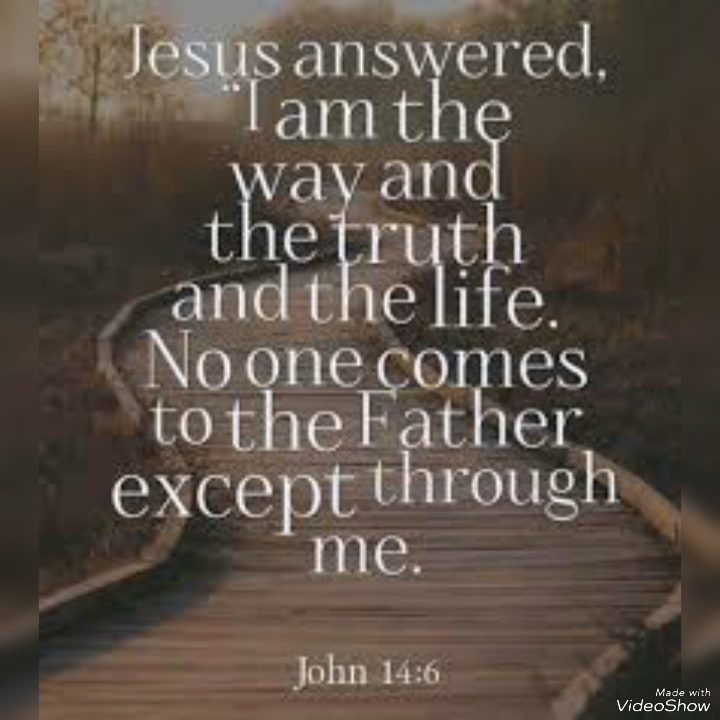 Jesus answered,
"I am the
way and
the truth
and the life.
No one comes
to the Father
except through
me.
John 14:6
Made with
VideoShow